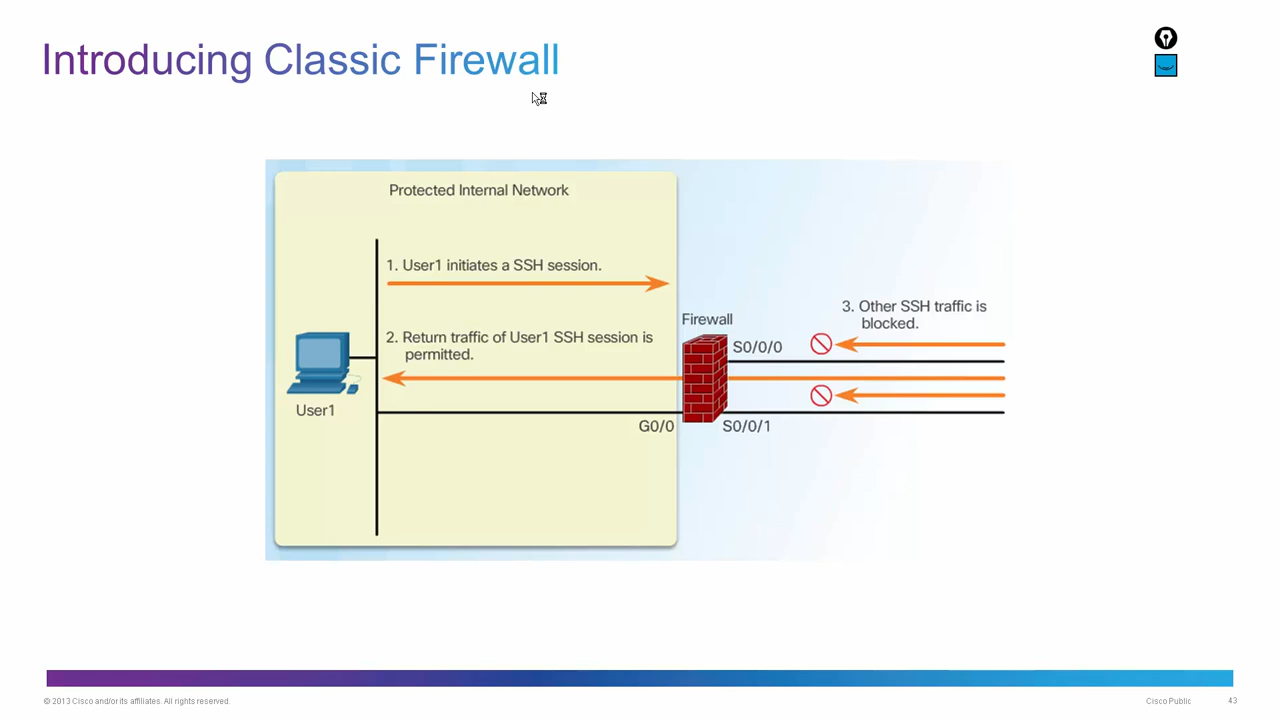 Introducing Classic Firewall
Protected Internal Network
1. User1 initiates a SSH session.
2. Return traffic of User1 SSH session is
permitted.
User1
Firewall
S0/0/0
3. Other SSH traffic is
blocked.
G0/0
S0/0/1
© 2013 Cisco and/or its affiliates. All rights reserved.
Cisco Public
43